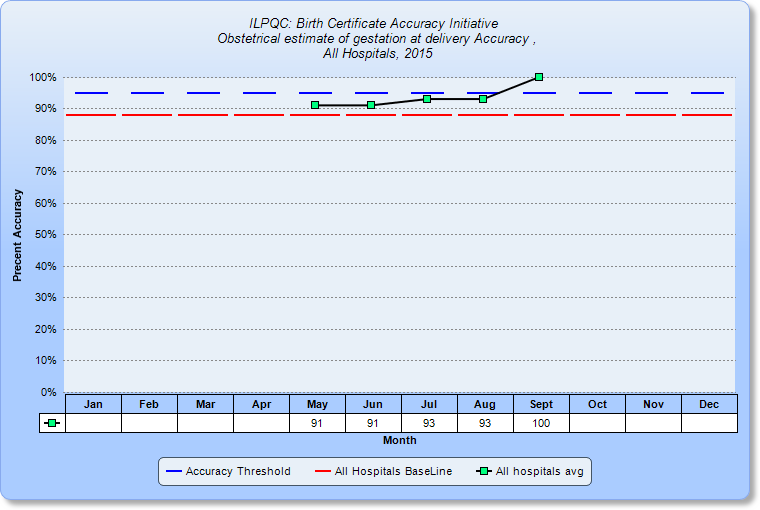 ILPQC: Birth Certificate Accuracy Initiative
Obstetrical estimate of gestation at delivery Accuracy ,
All Hospitals, 2015
100%
90%
80%
70%
60%
50%
40%
30%
20%
10%
0%
Precent Accuracy
Jan Feb Mar Apr May Jun Jul Aug Sept Oct Nov Dec
91 91 93 93 100
Month
Accuracy Threshold All Hospitals BaseLine All hospitals avg